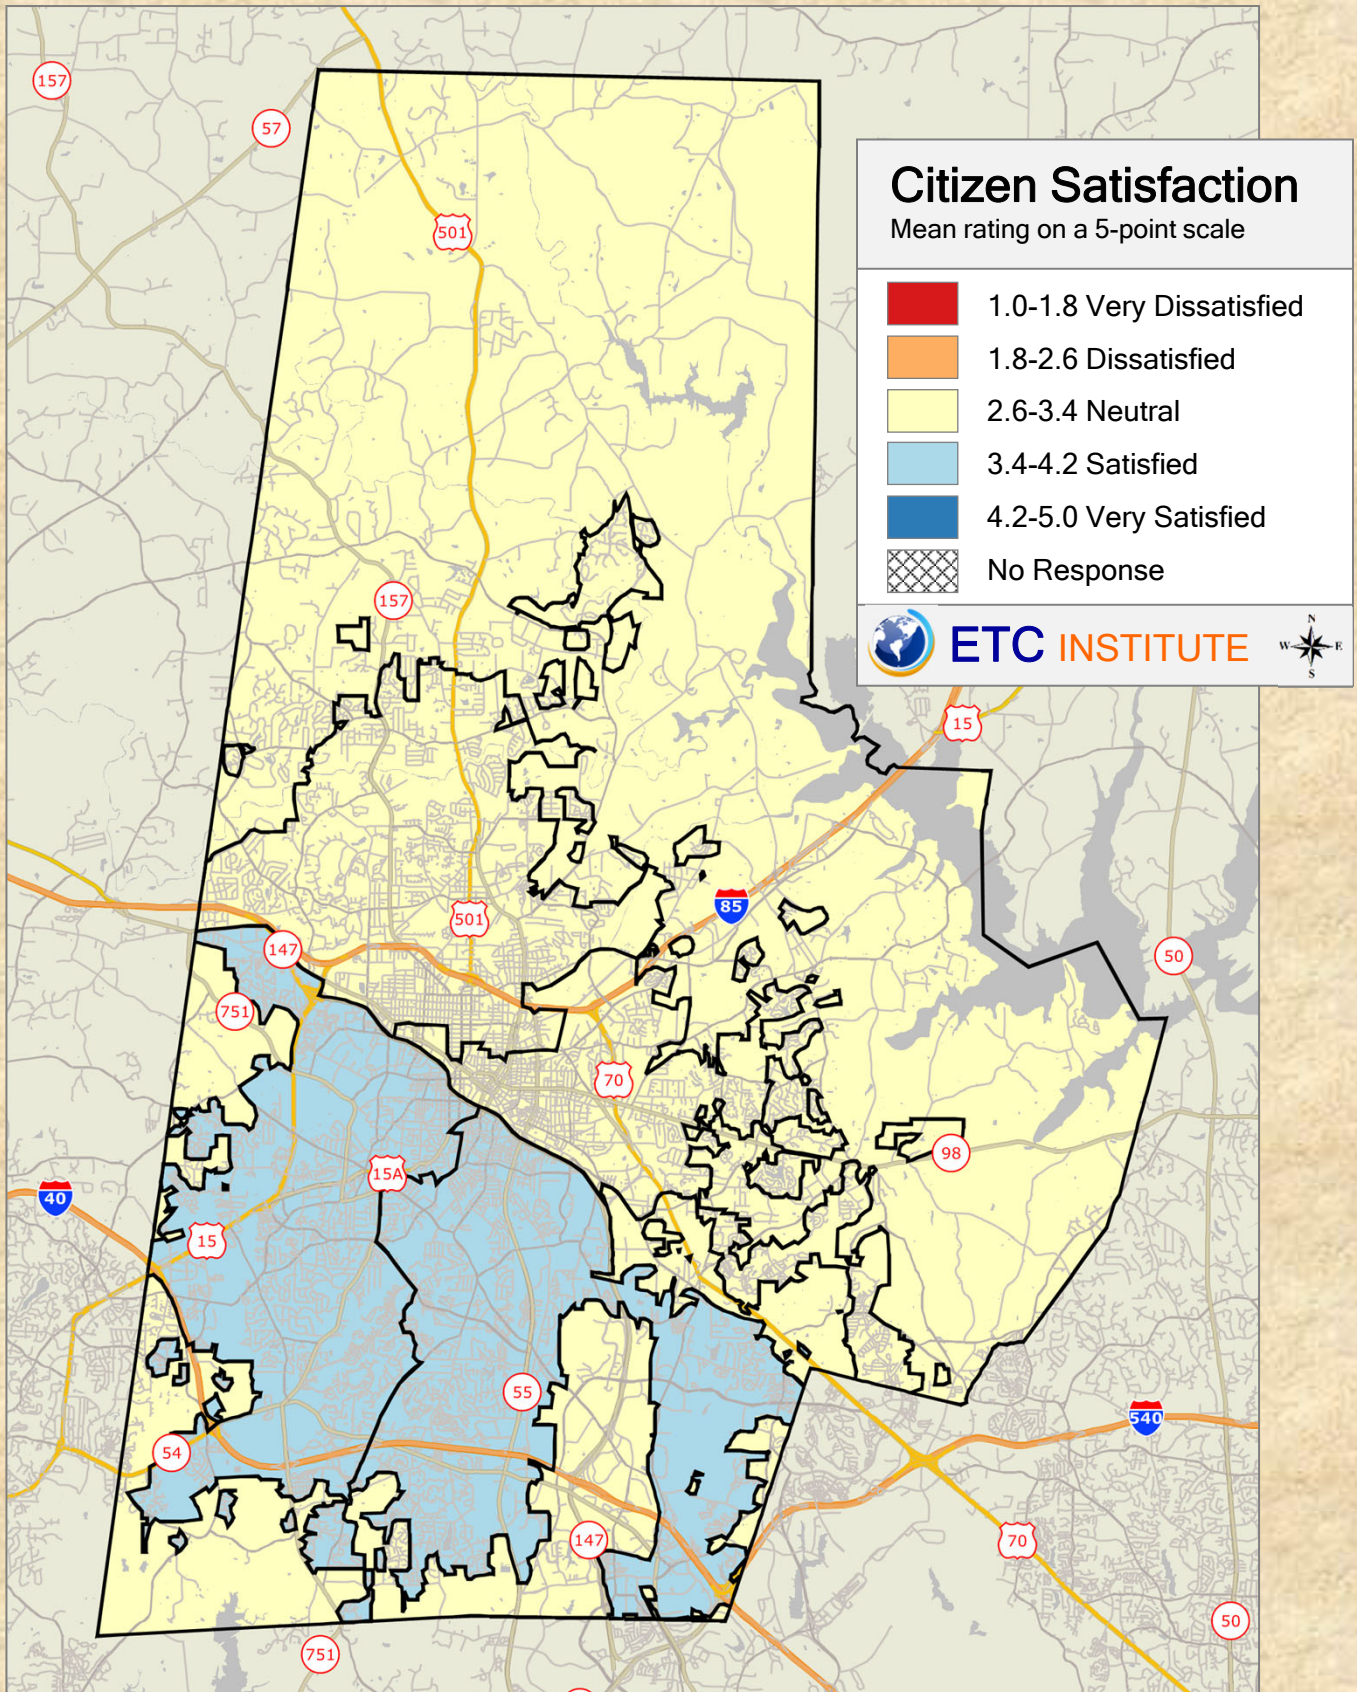 157
57
501
Citizen Satisfaction
Mean rating on a 5-point scale
1.0-1.8 Very Dissatisfied
1.8-2.6 Dissatisfied
2.6-3.4 Neutral
3.4-4.2 Satisfied
4.2-5.0 Very Satisfied
No Response
ETC INSTITUTE
N
W E
S
157
15
85
501
147
50
751
70
98
15A
40
15
55
540
54
147
70
50
751